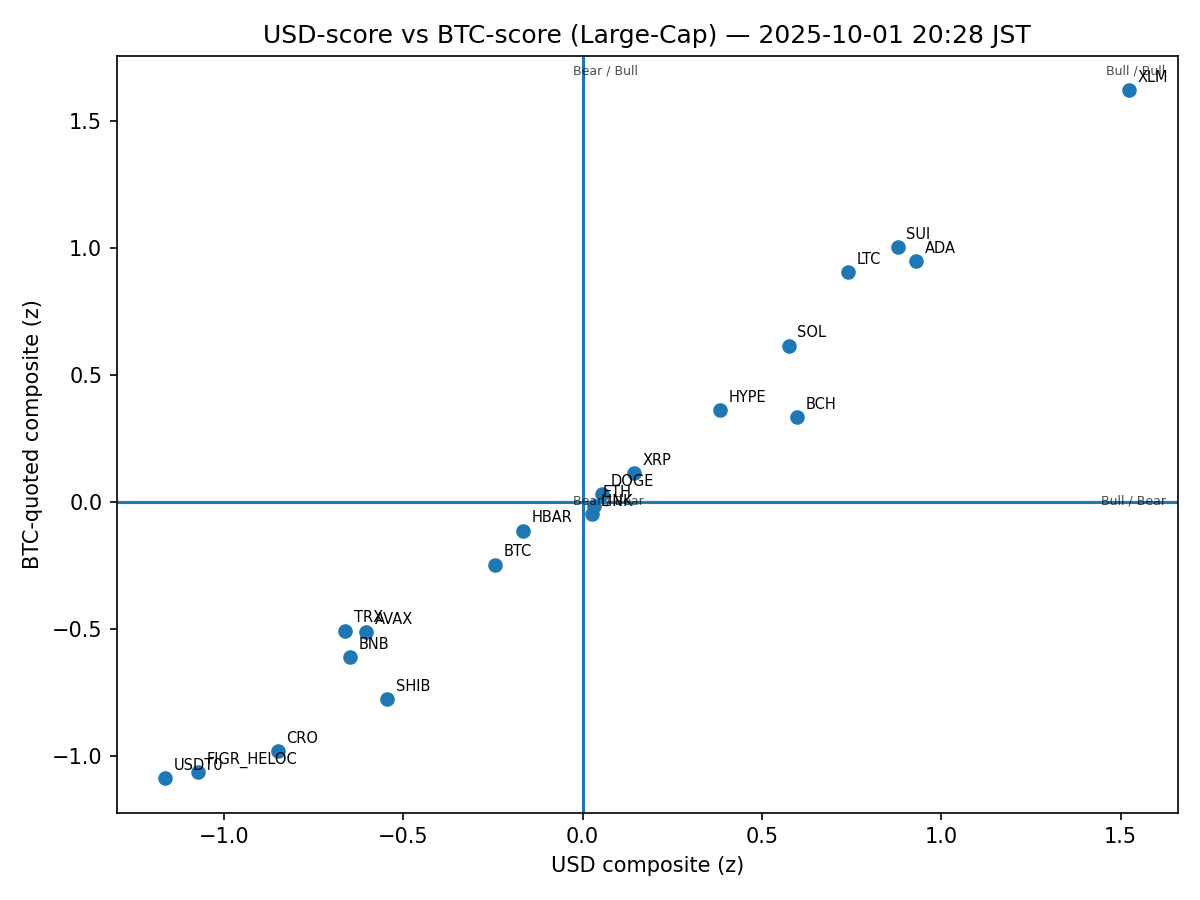 USD-score vs BTC-score (Large-Cap) — 2025-10-01 20:28 JST
Bear / Bull
Bull / Bull
XLM
1.5
SUI
ADA
1.0
LTC
SOL
0.5
HYPE
BCH
XRP
DOGE
ETH
LINK
0.0
Bear / Bear
Bull / Bear
HBAR
BTC
−0.5
TRX
AVAX
BNB
SHIB
CRO
−1.0
FIGR_HELOC
USDT0
BTC-quoted composite (z)
−1.0
−0.5
0.0
0.5
1.0
1.5
USD composite (z)